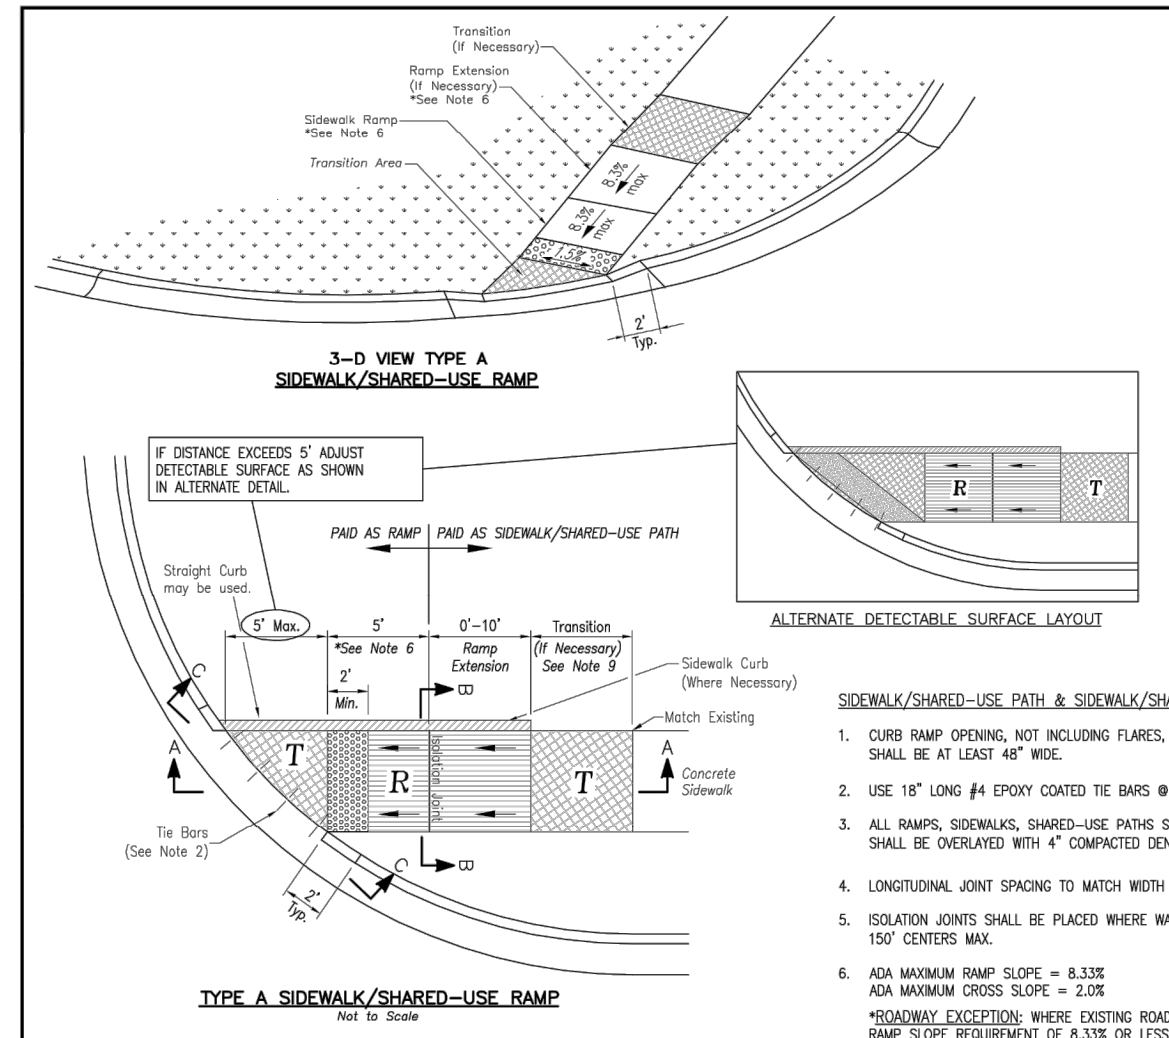 Transition
(If Necessary)
Ramp Extension
(If Necessary)
*See Note 6
Sidewalk Ramp
*See Note 6
Transition Area
8.3%
max
8.3%
max
1.5%
2'
Typ.
3-D VIEW TYPE A
SIDEWALK/SHARED-USE RAMP
IF DISTANCE EXCEEDS 5' ADJUST
DETECTABLE SURFACE AS SHOWN
IN ALTERNATE DETAIL.
R
T
ALTERNATE DETECTABLE SURFACE LAYOUT
PAID AS RAMP
PAID AS SIDEWALK/SHARED-USE PATH
Straight Curb
may be used.
5' Max.
5'
*See Note 6
0'-10'
Ramp
Extension
Transition
(If Necessary)
See Note 9
2'
Min.
Sidewalk Curb
(Where Necessary)
Match Existing
C
B
A
T
R
Isolation Joint
T
A
Concrete
Sidewalk
Tie Bars
(See Note 2)
B
C
2'
Typ.
TYPE A SIDEWALK/SHARED-USE RAMP
Not to Scale
SIDEWALK/SHARED-USE PATH & SIDEWALK/SHA
1. CURB RAMP OPENING, NOT INCLUDING FLARES,
SHALL BE AT LEAST 48" WIDE.
2. USE 18" LONG #4 EPOXY COATED TIE BARS @
3. ALL RAMPS, SIDEWALKS, SHARED-USE PATHS S
SHALL BE OVERLAYED WITH 4" COMPACTED DEN
4. LONGITUDINAL JOINT SPACING TO MATCH WIDTH
5. ISOLATION JOINTS SHALL BE PLACED WHERE WA
150' CENTERS MAX.
6. ADA MAXIMUM RAMP SLOPE = 8.33%
ADA MAXIMUM CROSS SLOPE = 2.0%
*ROADWAY EXCEPTION: WHERE EXISTING ROAD
RAMP SLOPE REQUIREMENT OF 8.33% OR LESS